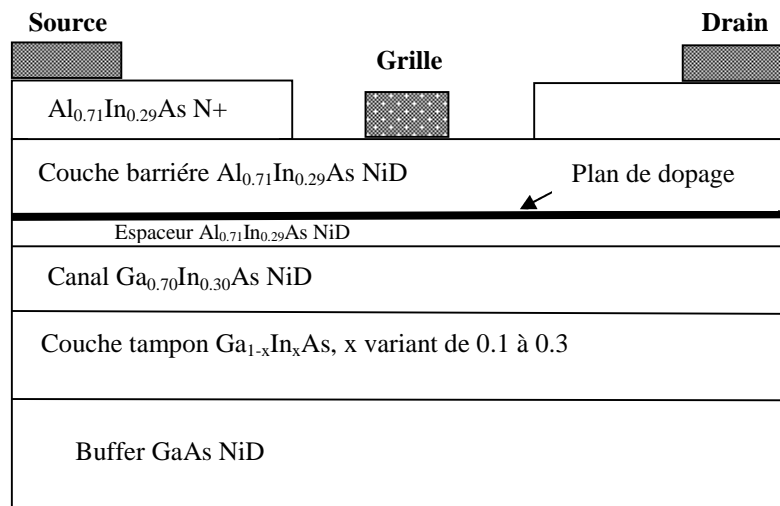 Source
Drain
Grille
Al₀.₇₁In₀.₂₉As N+
Couche barriére Al₀.₇₁In₀.₂₉As NiD
Plan de dopage
Espaceur Al₀.₇₁In₀.₂₉As NiD
Canal Ga₀.₇₀In₀.₃₀As NiD
Couche tampon Ga₁₋ₓInₓAs, x variant de 0.1 à 0.3
Buffer GaAs NiD